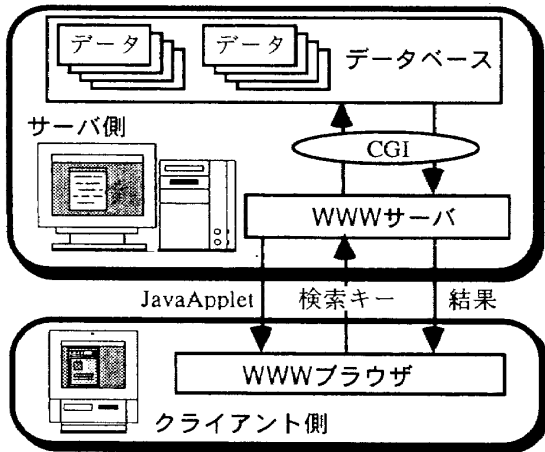 データ データ データベース
サーバ側
CGI
WWWサーバ
JavaApplet 検索キー 結果
WWWブラウザ
クライアント側